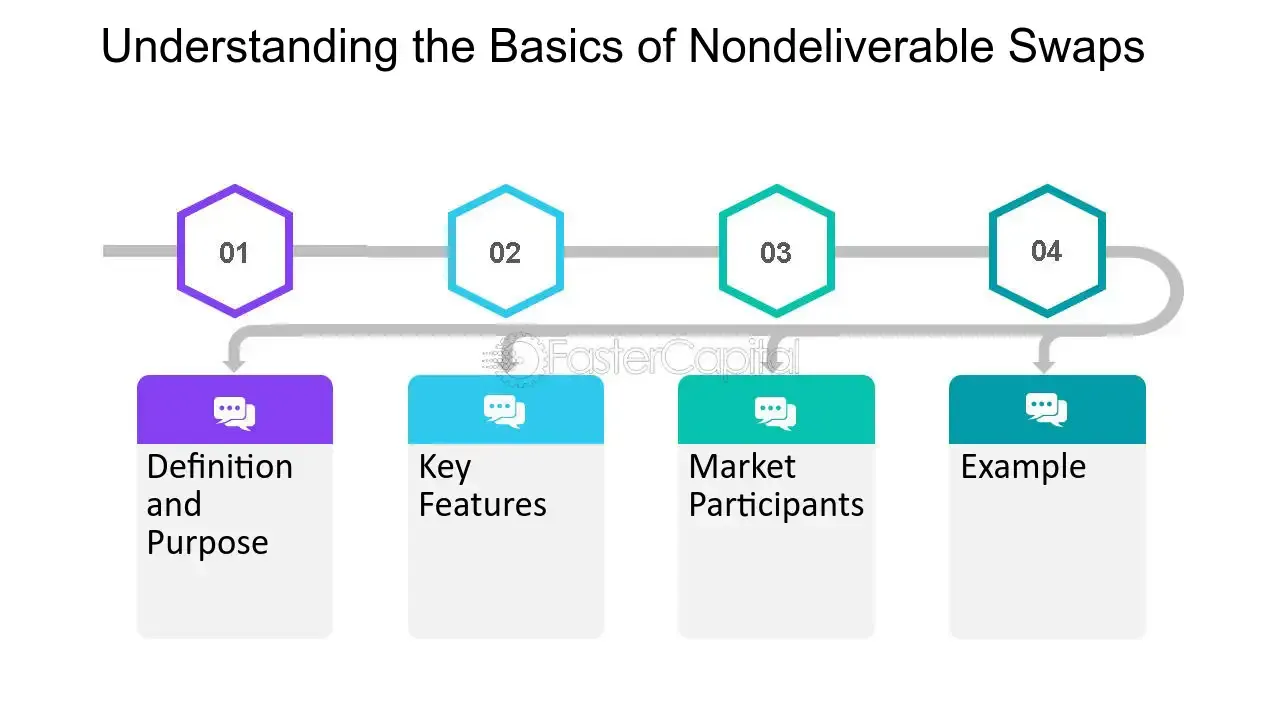 Understanding the Basics of Nondeliverable Swaps
01
02
03
04
FasterCapital
Definition
and
Purpose
Key
Features
Market
Participants
Example